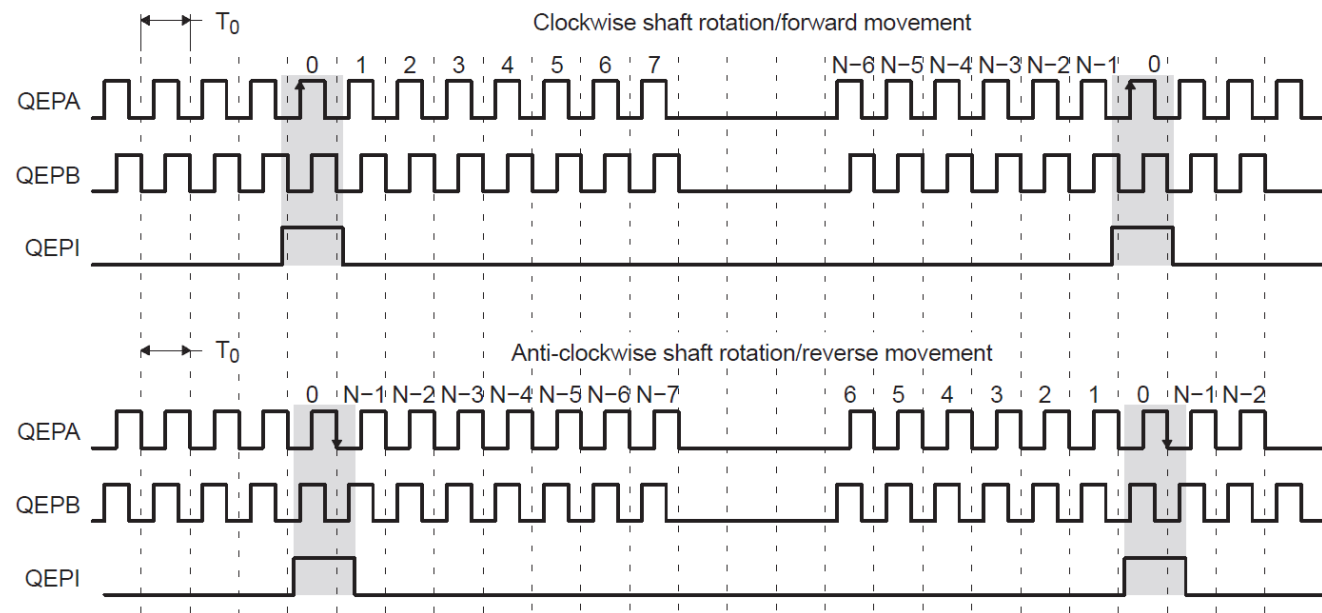 T0 Clockwise shaft rotation/forward movement
0 1 2 3 4 5 6 7 N−6 N−5 N−4 N−3 N−2 N−1 0
QEPA
QEPB
QEPI
T0 Anti-clockwise shaft rotation/reverse movement
0 N−1 N−2 N−3 N−4 N−5 N−6 N−7 6 5 4 3 2 1 0 N−1 N−2
QEPA
QEPB
QEPI